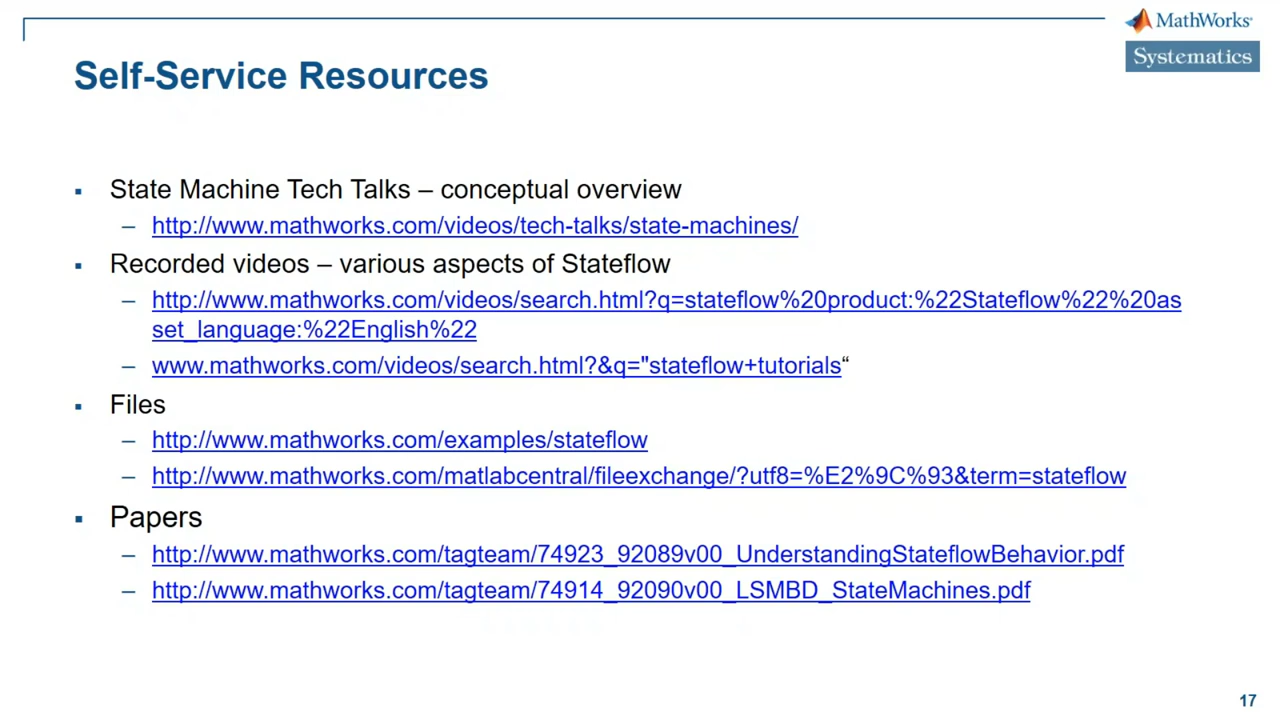 MathWorks
Systematics
Self-Service Resources
▪ State Machine Tech Talks – conceptual overview
– http://www.mathworks.com/videos/tech-talks/state-machines/
▪ Recorded videos – various aspects of Stateflow
– http://www.mathworks.com/videos/search.html?q=stateflow%20product:%22Stateflow%22%20as
set_language:%22English%22
– www.mathworks.com/videos/search.html?&q="stateflow+tutorials“
▪ Files
– http://www.mathworks.com/examples/stateflow
– http://www.mathworks.com/matlabcentral/fileexchange/?utf8=%E2%9C%93&term=stateflow
▪ Papers
– http://www.mathworks.com/tagteam/74923_92089v00_UnderstandingStateflowBehavior.pdf
– http://www.mathworks.com/tagteam/74914_92090v00_LSMBD_StateMachines.pdf
17